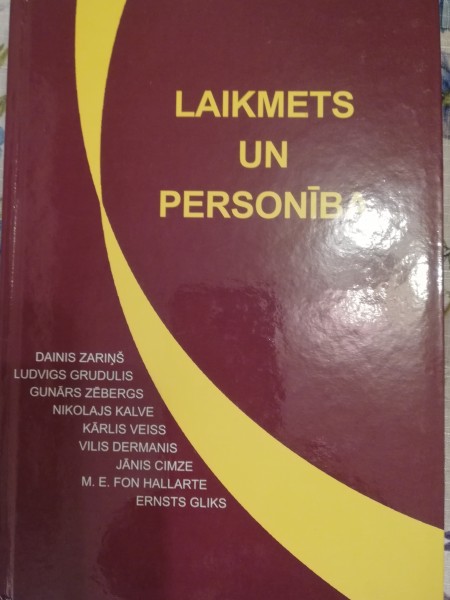 LAIKMETS
UN
PERSONĪBA
DAINIS ZARIŅŠ
LUDVIGS GRUDULIS
GUNĀRS ZĒBERGS
NIKOLAJS KALVE
KĀRLIS VEISS
VILIS DERMANIS
JĀNIS CIMZE
M. E. FON HALLARTE
ERNSTS GLIKS